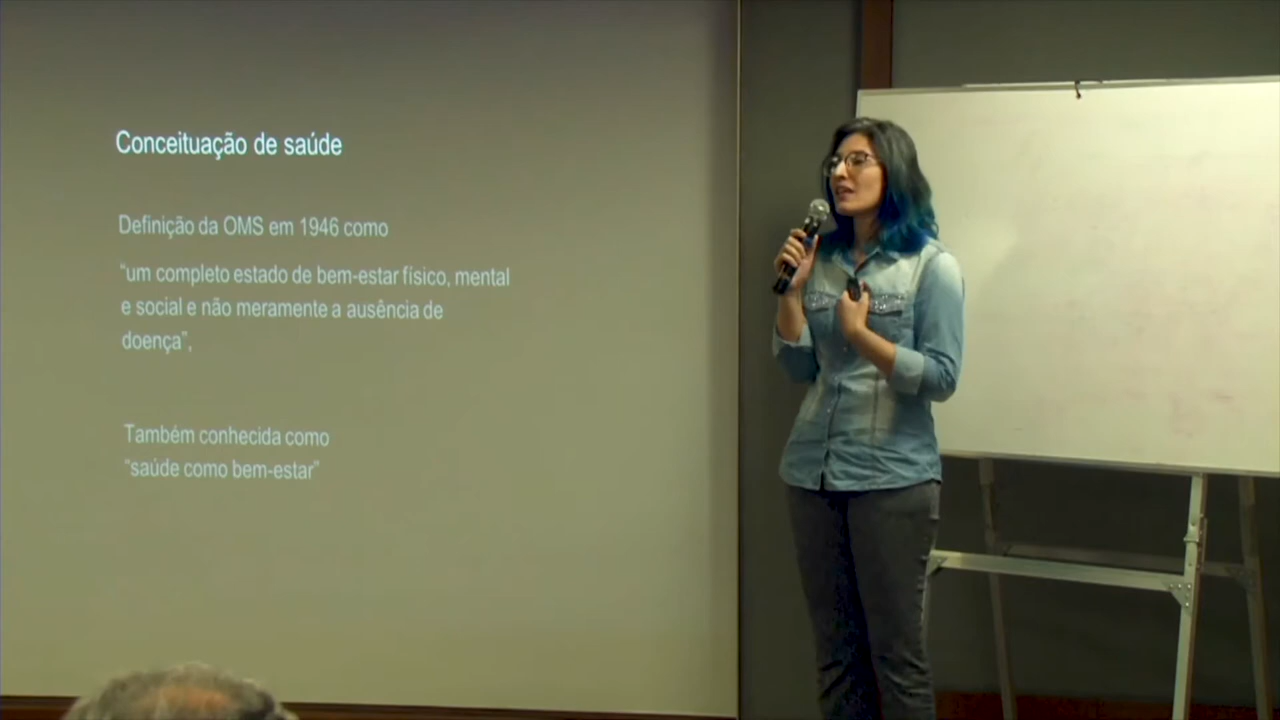 Conceituação de saúde
Definição da OMS em 1946 como
“um completo estado de bem-estar físico, mental
e social e não meramente a ausência de
doença”,
Também conhecida como
“saúde como bem-estar”